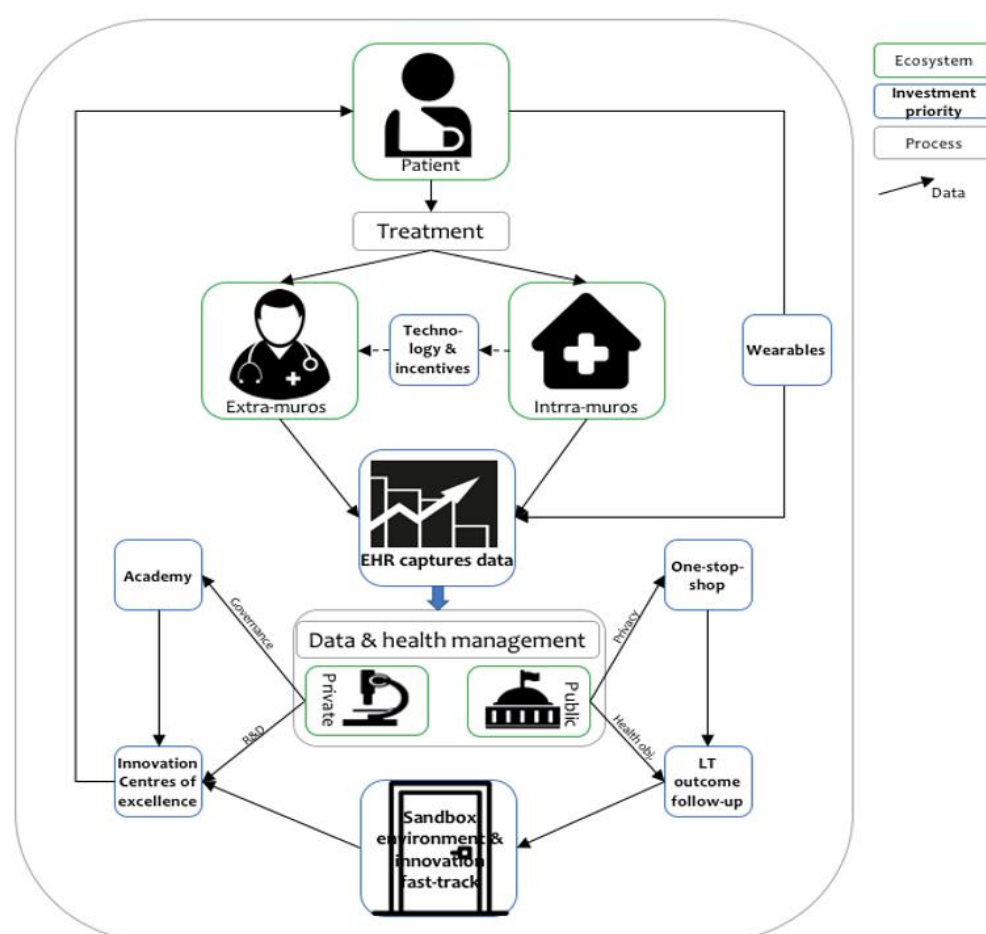 Ecosystem
Investment
priority
Process
Data
Patient
Treatment
Techno-
logy &
incentives
Wearables
Extra-muros
Intrra-muros
EHR captures data
Academy
One-stop-
shop
Governance
Privacy
Data & health management
Private
Public
R&D
Health obj.
Innovation
Centres of
excellence
LT
outcome
follow-up
Sandbox
environment &
innovation
fast-track